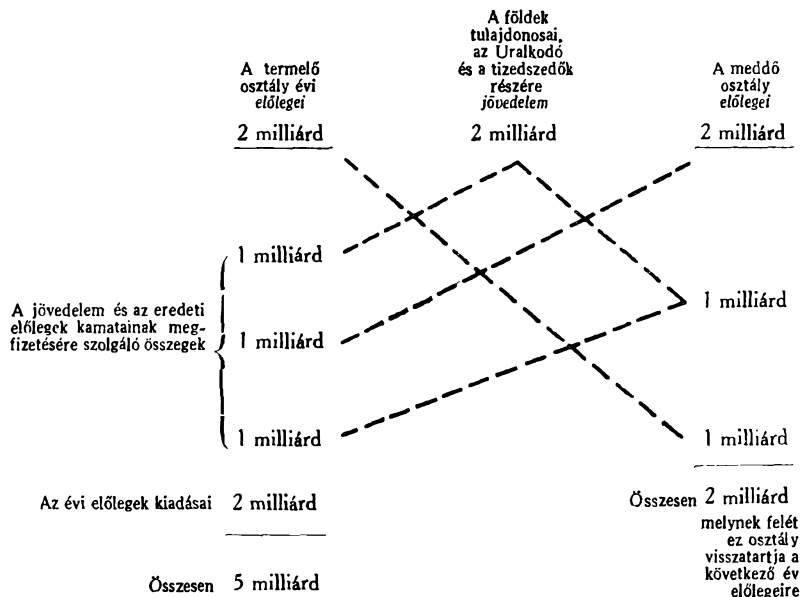 A termelő
osztály évi
előlegei
2 milliárd
A földek
tulajdonosai,
az Uralkodó
és a tizedszedők
részére
jövedelem
2 milliárd
A meddő
osztály
előlegei
2 milliárd
1 milliárd
A jövedelem és az eredeti
előlegek kamatainak meg-
fizetésére szolgáló összegek
1 milliárd
1 milliárd
1 milliárd
1 milliárd
Az évi előlegek kiadásai 2 milliárd
Összesen 2 milliárd
melynek felét
ez osztály
visszatartja a
következő év
előlegeire
Összesen 5 milliárd